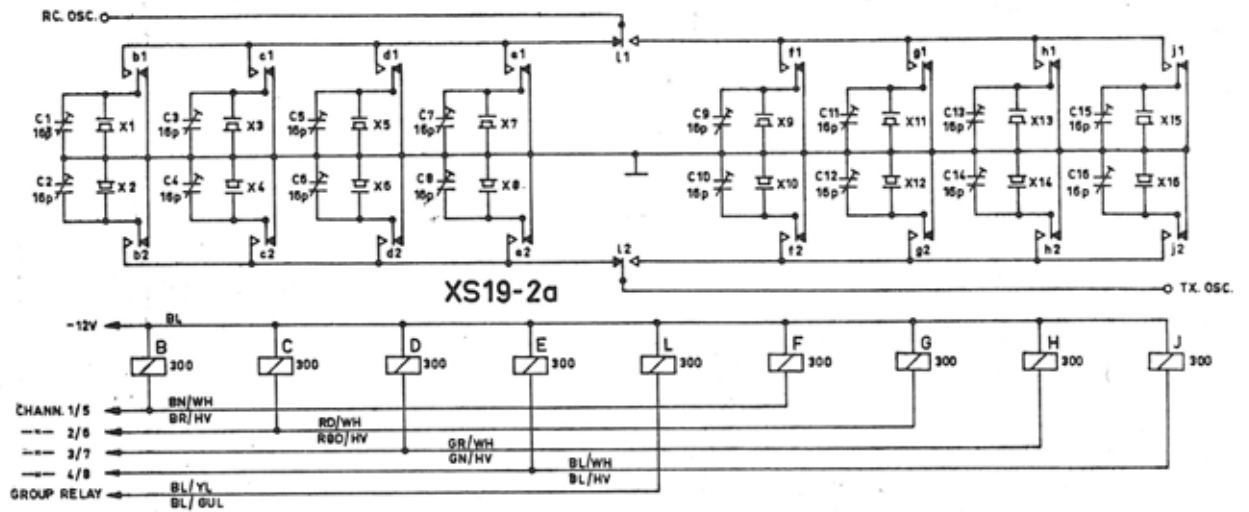 RC. OSC.
l1
b1 c1 d1 e1 f1 g1 h1 j1
C1 16p X1 C3 16p X3 C5 16p X5 C7 16p X7 C9 16p X9 C11 16p X11 C13 16p X13 C15 16p X15
C2 16p X2 C4 16p X4 C6 16p X6 C8 16p X8 C10 16p X10 C12 16p X12 C14 16p X14 C16 16p X16
b2 c2 d2 e2 l2 f2 g2 h2 j2
XS19-2a
TX. OSC.
-12V BL
B 300 C 300 D 300 E 300 L 300 F 300 G 300 H 300 J 300
CHANN. 1/5 BN/WH
BR/HV
—"— 2/6 RD/WH
RØD/HV
—"— 3/7 GR/WH
GN/HV
—"— 4/8 BL/WH
BL/HV
GROUP RELAY BL/YL
BL/GUL